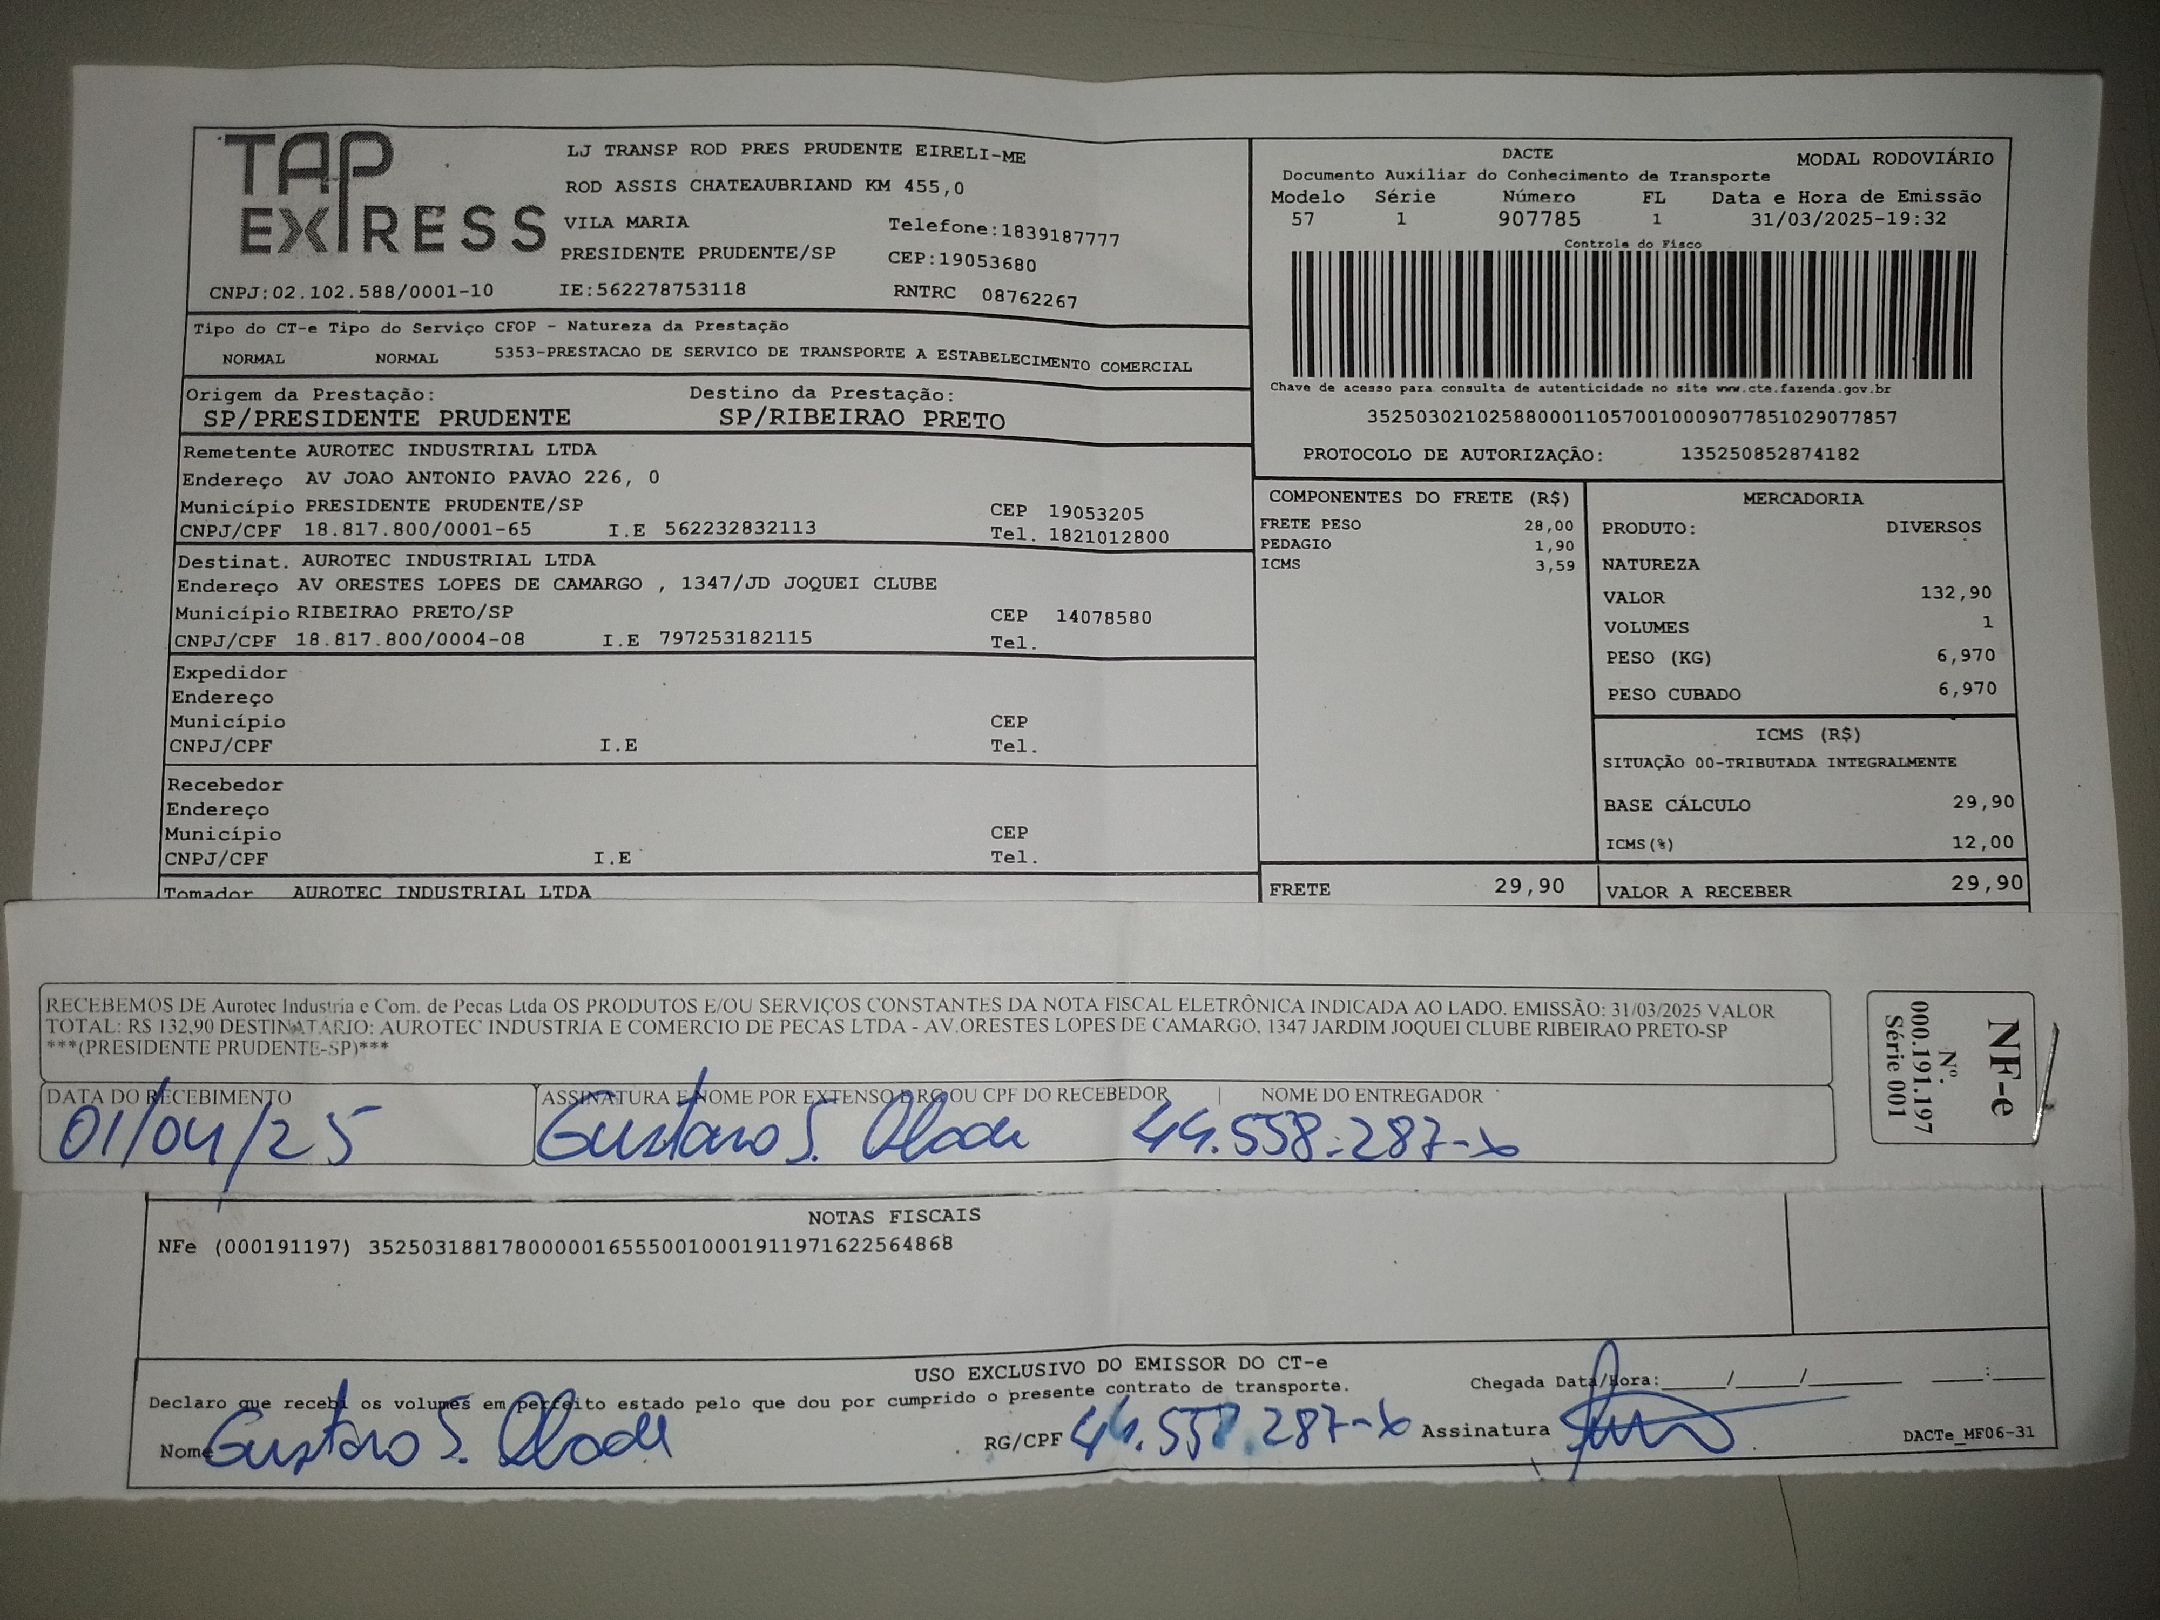 TAP
EXPRESS
LJ TRANSP ROD PRES PRUDENTE EIRELI-ME
ROD ASSIS CHATEAUBRIAND KM 455,0
VILA MARIA Telefone:1839187777
PRESIDENTE PRUDENTE/SP CEP:19053680
CNPJ:02.102.588/0001-10 IE:562278753118 RNTRC 08762267
DACTE MODAL RODOVIÁRIO
Documento Auxiliar do Conhecimento de Transporte
Modelo Série Número FL Data e Hora de Emissão
57 1 907785 1 31/03/2025-19:32
Controle do Fisco
Chave de acesso para consulta de autenticidade no site www.cte.fazenda.gov.br
35250302102588000110570010009077851029077857
PROTOCOLO DE AUTORIZAÇÃO: 135250852874182
Tipo do CT-e Tipo do Serviço CFOP - Natureza da Prestação
NORMAL NORMAL 5353-PRESTACAO DE SERVICO DE TRANSPORTE A ESTABELECIMENTO COMERCIAL
Origem da Prestação: Destino da Prestação:
SP/PRESIDENTE PRUDENTE SP/RIBEIRAO PRETO
Remetente AUROTEC INDUSTRIAL LTDA
Endereço AV JOAO ANTONIO PAVAO 226, 0
Município PRESIDENTE PRUDENTE/SP CEP 19053205
CNPJ/CPF 18.817.800/0001-65 I.E 562232832113 Tel. 1821012800
Destinat. AUROTEC INDUSTRIAL LTDA
Endereço AV ORESTES LOPES DE CAMARGO , 1347/JD JOQUEI CLUBE
Município RIBEIRAO PRETO/SP CEP 14078580
CNPJ/CPF 18.817.800/0004-08 I.E 797253182115 Tel.
Expedidor
Endereço
Município CEP
CNPJ/CPF I.E Tel.
Recebedor
Endereço
Município CEP
CNPJ/CPF I.E Tel.
Tomador AUROTEC INDUSTRIAL LTDA
COMPONENTES DO FRETE (R$)
FRETE PESO 28,00
PEDAGIO 1,90
ICMS 3,59
FRETE 29,90
MERCADORIA
PRODUTO: DIVERSOS
NATUREZA
VALOR 132,90
VOLUMES 1
PESO (KG) 6,970
PESO CUBADO 6,970
ICMS (R$)
SITUAÇÃO 00-TRIBUTADA INTEGRALMENTE
BASE CÁLCULO 29,90
ICMS(%) 12,00
VALOR A RECEBER 29,90
RECEBEMOS DE Aurotec Industria e Com. de Pecas Ltda OS PRODUTOS E/OU SERVIÇOS CONSTANTES DA NOTA FISCAL ELETRÔNICA INDICADA AO LADO. EMISSÃO: 31/03/2025 VALOR
TOTAL: R$ 132,90 DESTINATARIO: AUROTEC INDUSTRIA E COMERCIO DE PECAS LTDA - AV.ORESTES LOPES DE CAMARGO, 1347 JARDIM JOQUEI CLUBE RIBEIRAO PRETO-SP
***(PRESIDENTE PRUDENTE-SP)***
DATA DO RECEBIMENTO ASSINATURA E NOME POR EXTENSO E RG OU CPF DO RECEBEDOR | NOME DO ENTREGADOR
01/04/25 Gustavo S. 44.558.287-x
NF-e
Nº.
000.191.197
Série 001
NOTAS FISCAIS
NFe (000191197) 35250318817800000165550010001911971622564868
USO EXCLUSIVO DO EMISSOR DO CT-e
Declaro que recebi os volumes em perfeito estado pelo que dou por cumprido o presente contrato de transporte. Chegada Data/Hora:____/____/______ ___:___
Nome Gustavo S. RG/CPF 44.558.287-x Assinatura DACTe_MF06-31